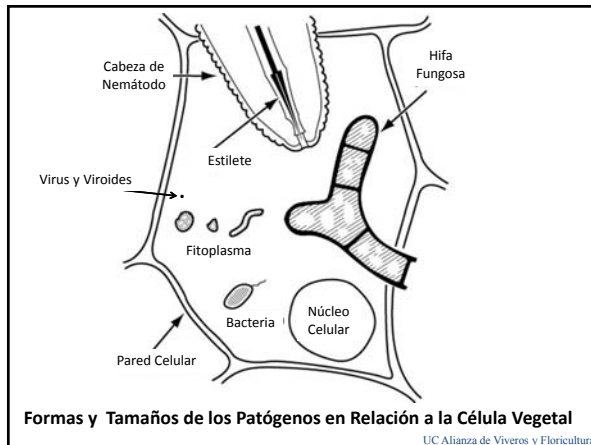 Cabeza de
Nemátodo
Hifa
Fungosa
Estilete
Virus y Viroides
Fitoplasma
Bacteria
Núcleo
Celular
Pared Celular
Formas y Tamaños de los Patógenos en Relación a la Célula Vegetal
UC Alianza de Viveros y Floricultura